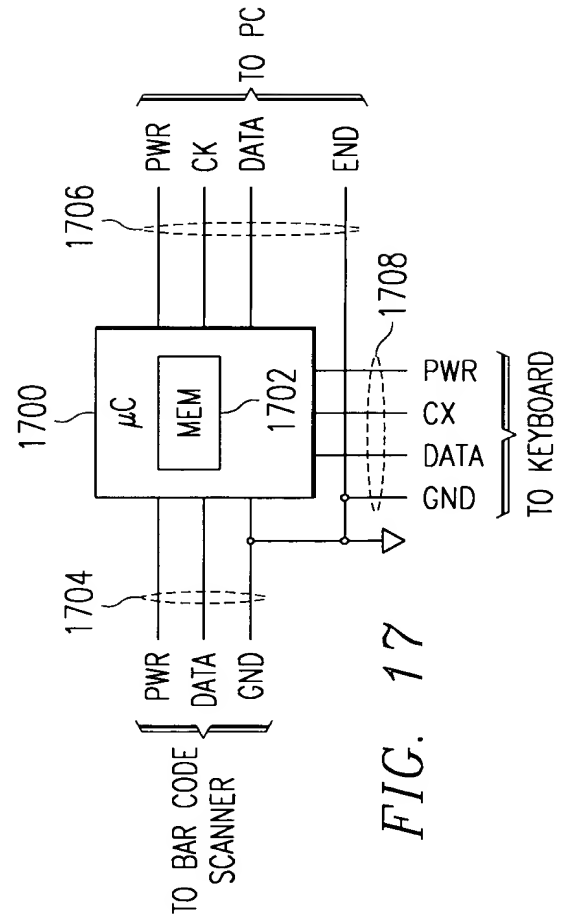 1700
µC
MEM
1702
1704
PWR
DATA
GND
TO BAR CODE
SCANNER
1706
PWR
CK
DATA
END
TO PC
1708
PWR
CX
DATA
GND
TO KEYBOARD
FIG. 17